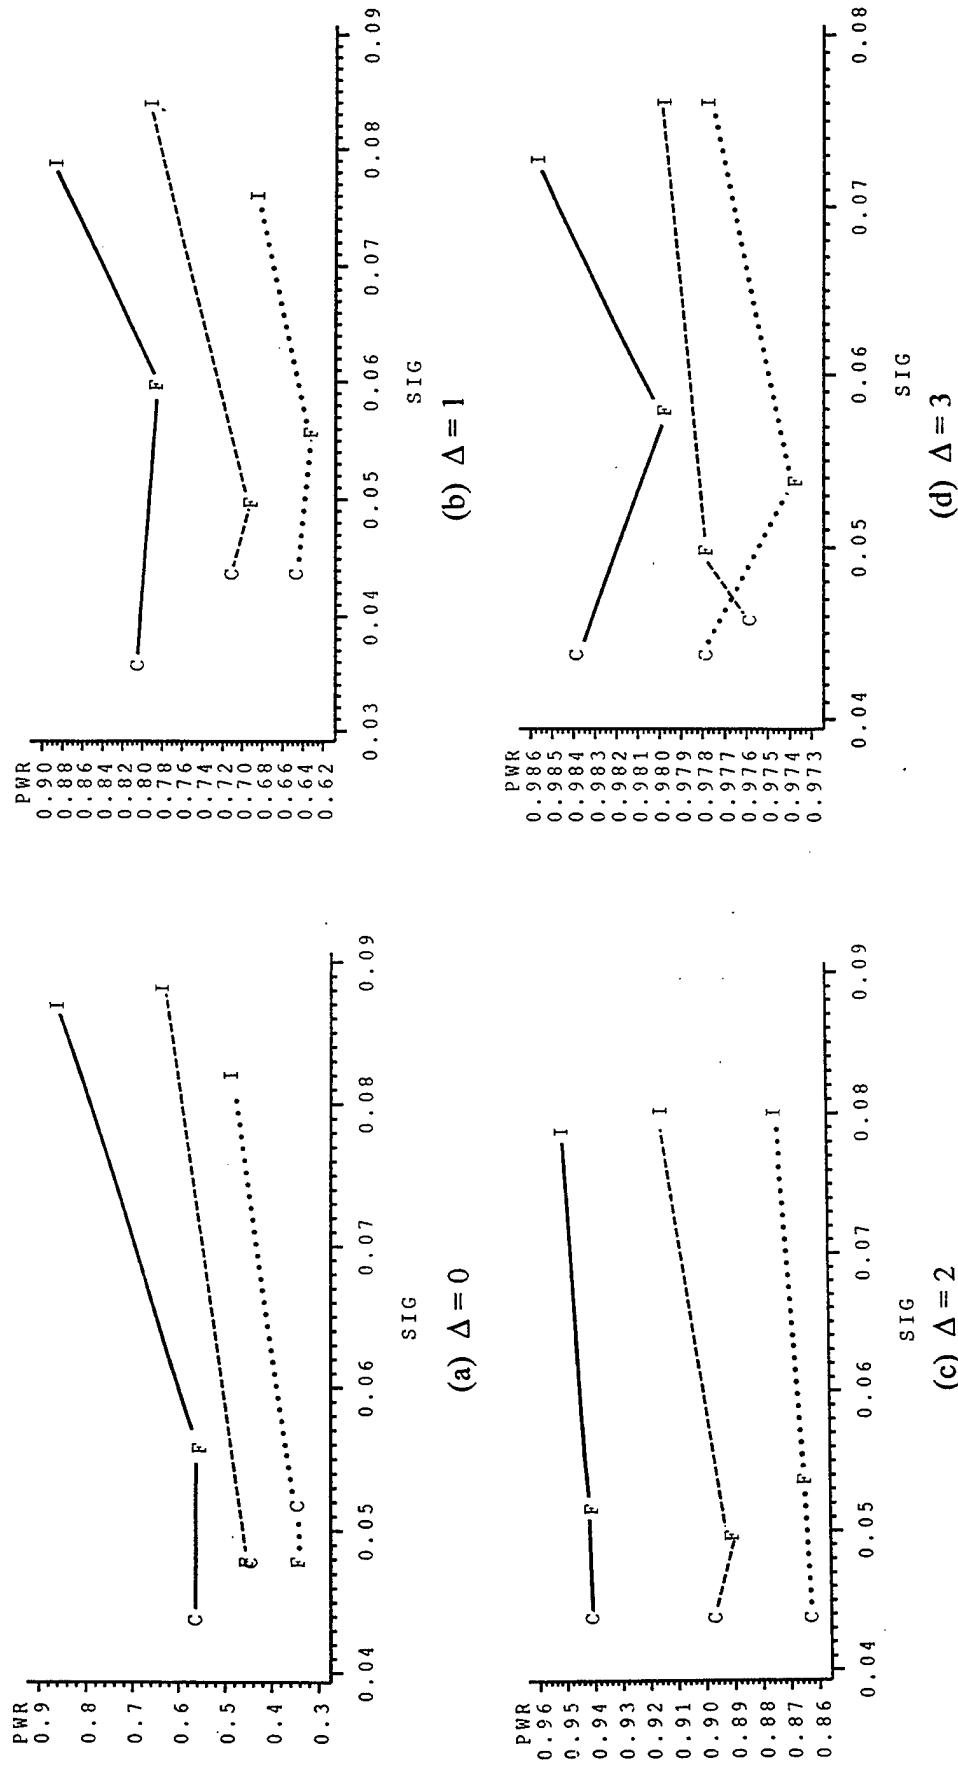 PWR
0.9
0.8
0.7
0.6
0.5
0.4
0.3
I
I
I
F
C
C
F
0.04
0.05
0.06
0.07
0.08
0.09
SIG
(a) Δ = 0
PWR
0.90
0.88
0.86
0.84
0.82
0.80
0.78
0.76
0.74
0.72
0.70
0.68
0.66
0.64
0.62
I
I
C
F
I
C
F
C
F
0.03
0.04
0.05
0.06
0.07
0.08
0.09
SIG
(b) Δ = 1
PWR
0.96
0.95
0.94
0.93
0.92
0.91
0.90
0.89
0.88
0.87
0.86
I
C
F
I
C
F
I
F
C
0.04
0.05
0.06
0.07
0.08
0.09
SIG
(c) Δ = 2
PWR
0.986
0.985
0.984
0.983
0.982
0.981
0.980
0.979
0.978
0.977
0.976
0.975
0.974
0.973
I
C
F
I
C
F
I
C
F
0.04
0.05
0.06
0.07
0.08
SIG
(d) Δ = 3